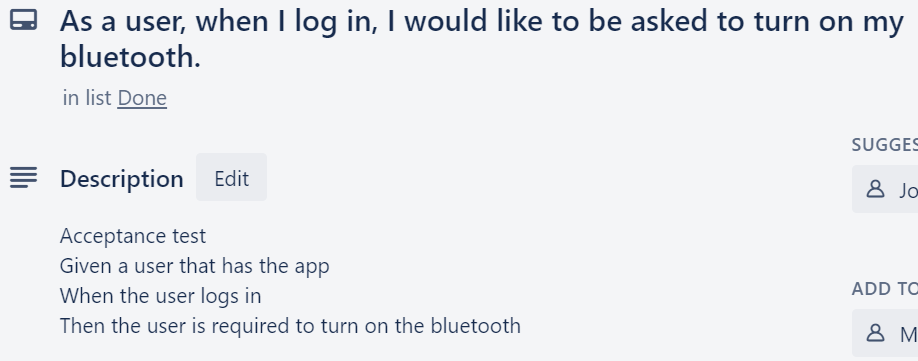 As a user, when I log in, I would like to be asked to turn on my
bluetooth.
in list Done
SUGGES
Description Edit
Jo
Acceptance test
Given a user that has the app
When the user logs in
ADD TO
Then the user is required to turn on the bluetooth
M